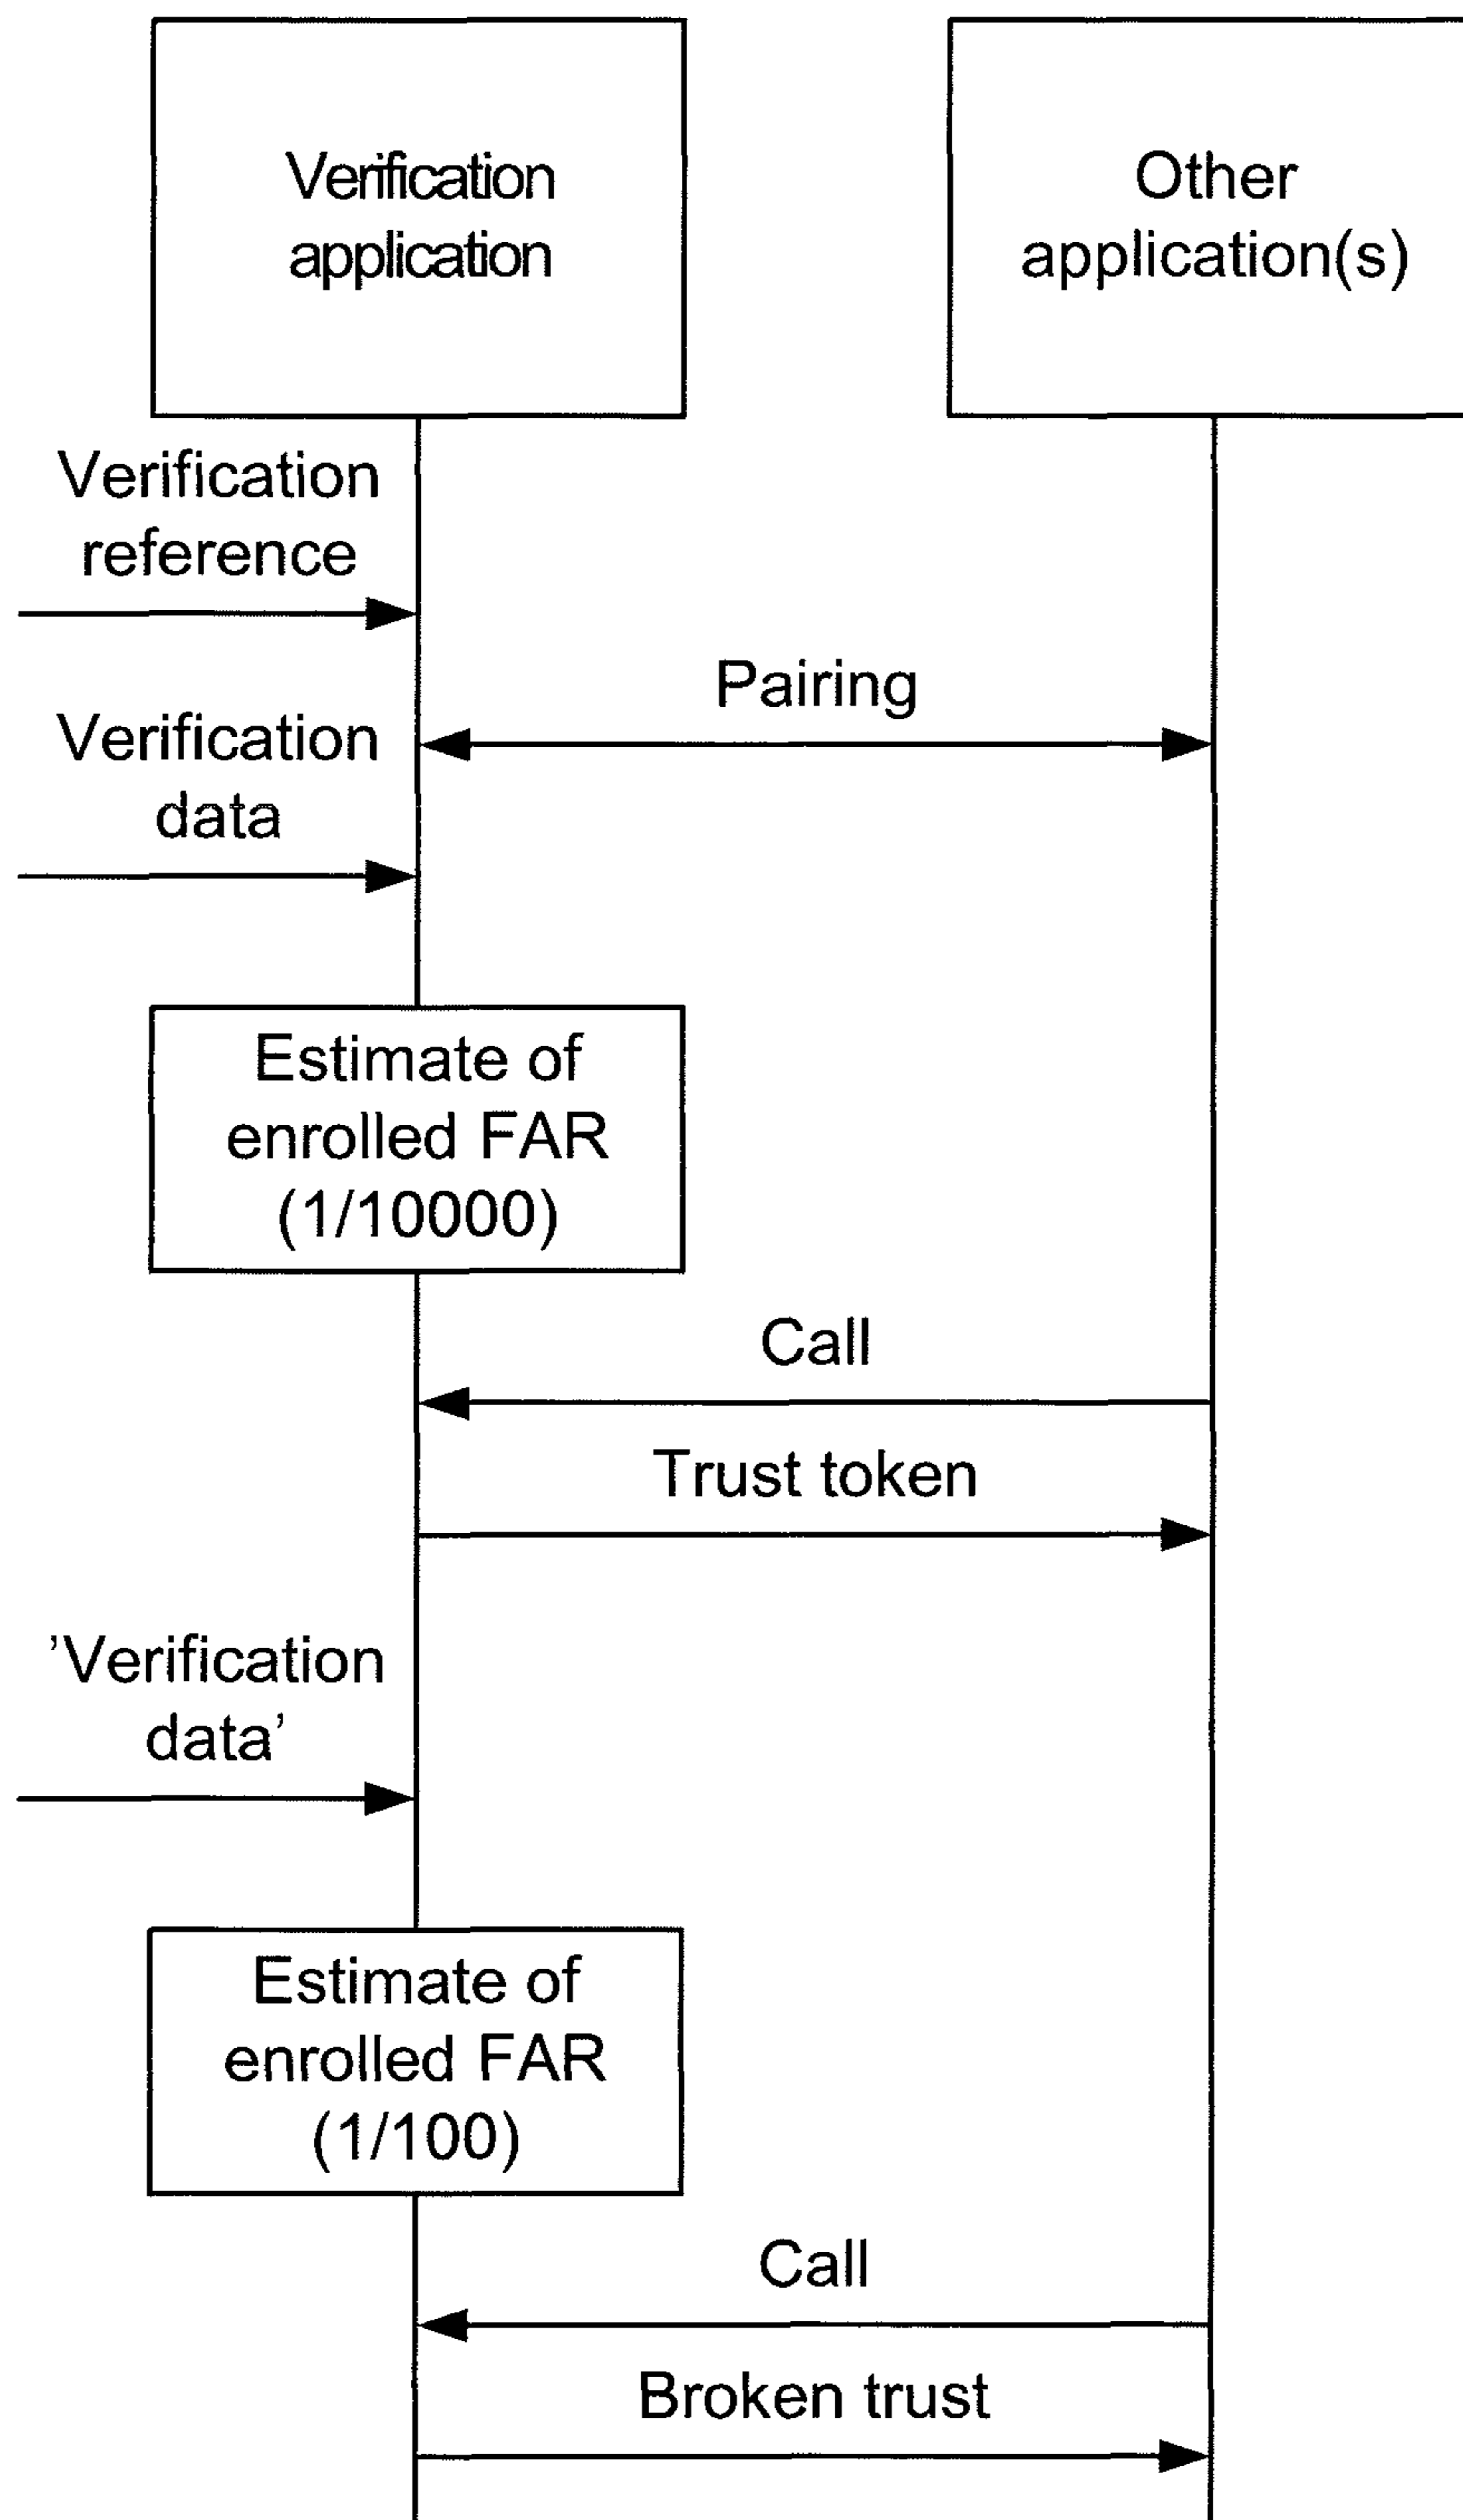 Verification
application
Other
application(s)
Verification
reference
Pairing
Verification
data
Estimate of
enrolled FAR
(1/10000)
Call
Trust token
’Verification
data’
Estimate of
enrolled FAR
(1/100)
Call
Broken trust